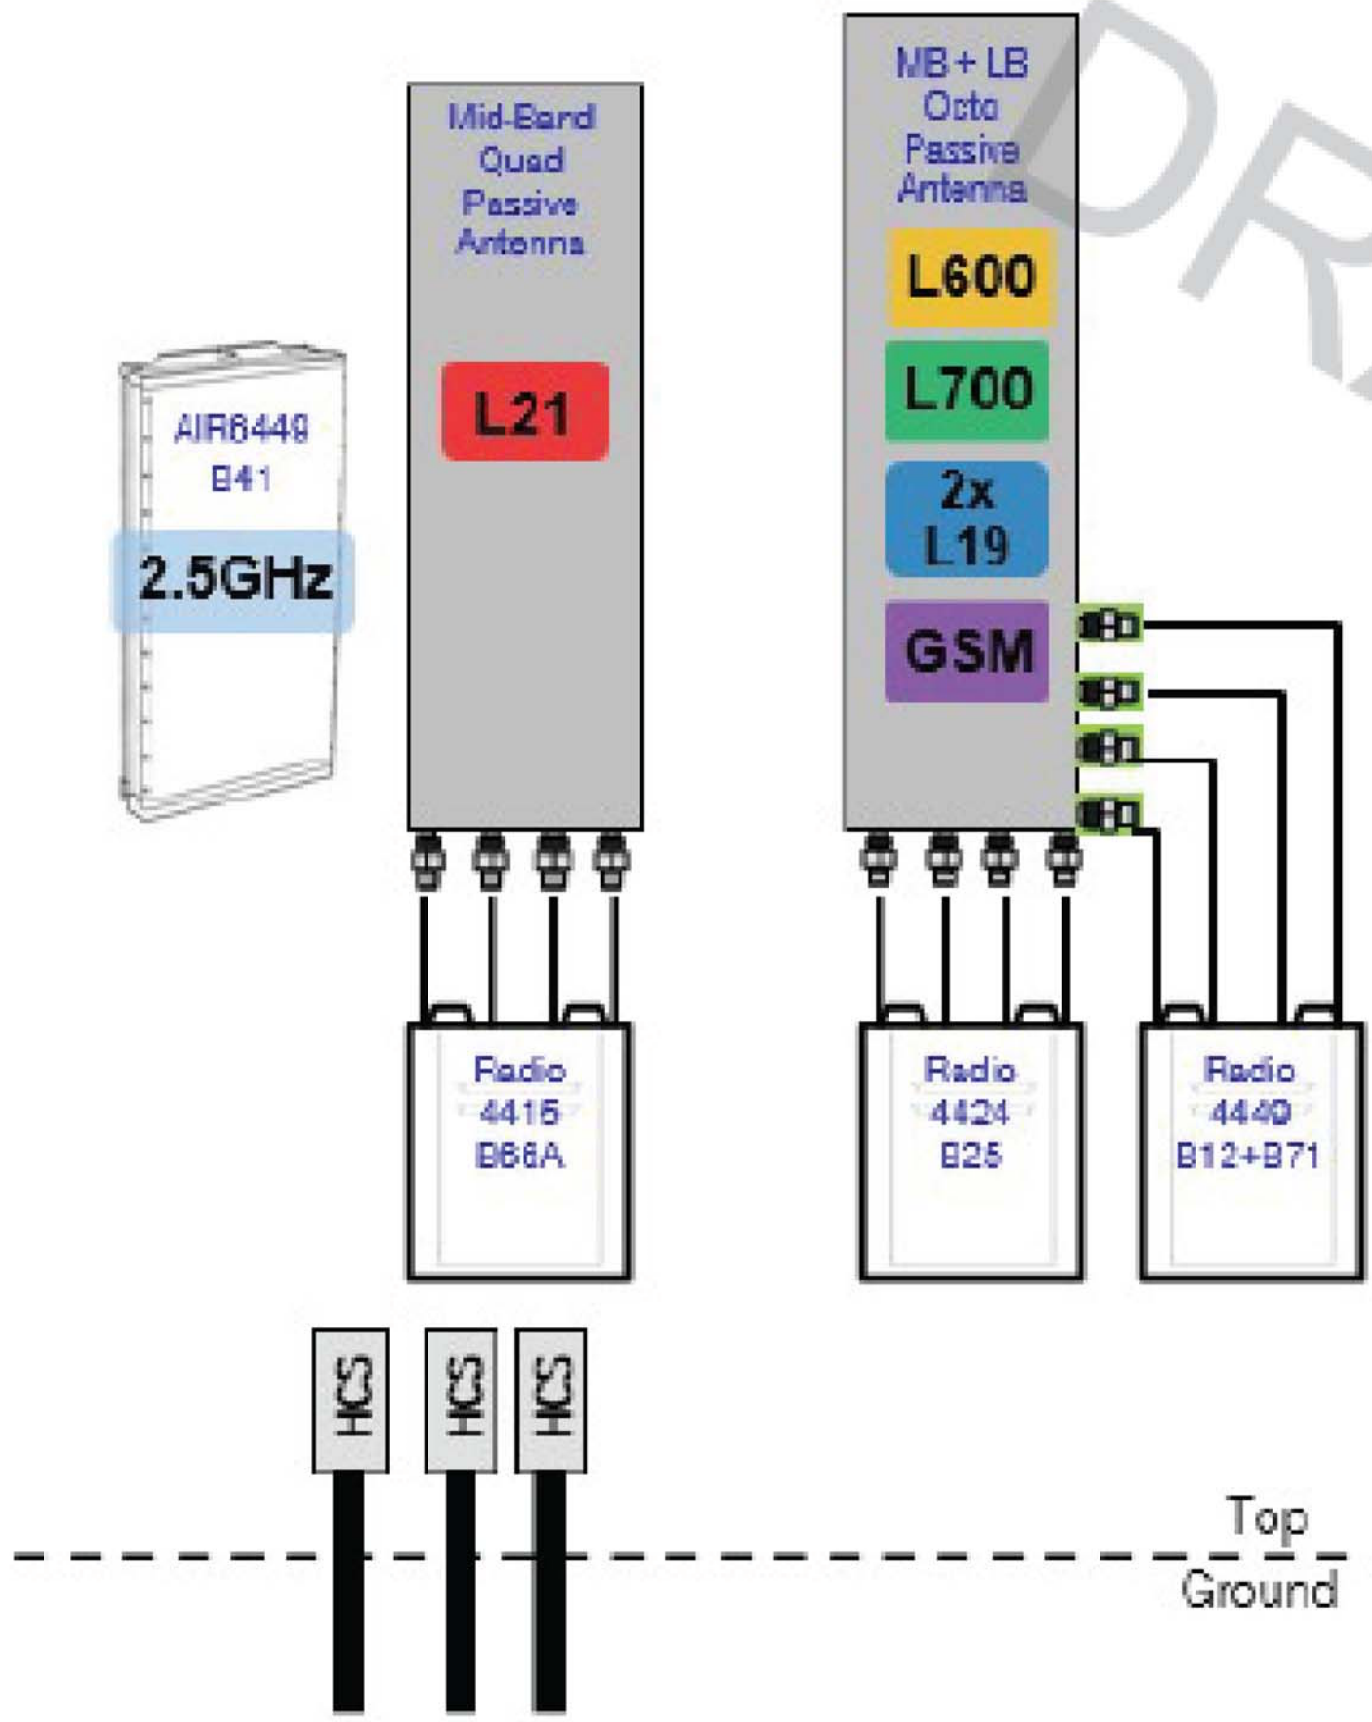 MB + LB
Octo
Passive
Antenna
L600
L700
2x
L19
GSM
Mid-Band
Quad
Passive
Antenna
L21
AIR6449
B41
2.5GHz
Radio
4415
B66A
Radio
4424
B25
Radio
4449
B12+B71
HCS
HCS
HCS
Top
Ground